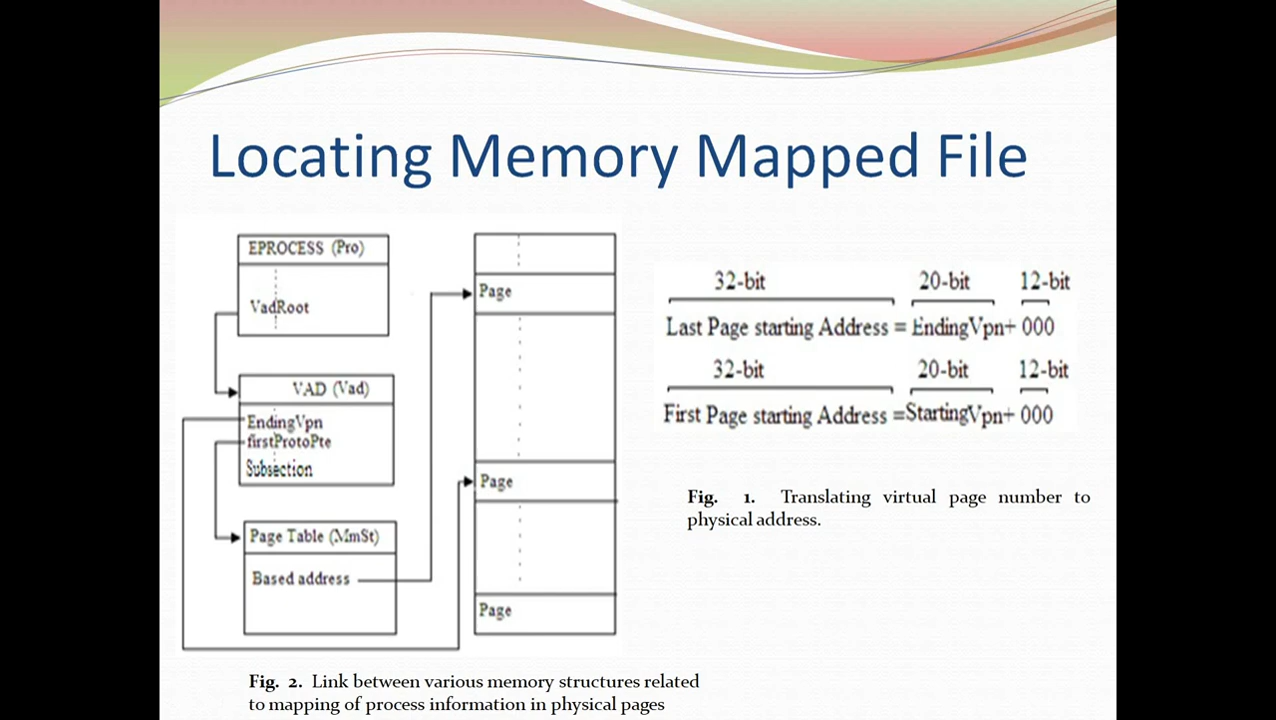 Locating Memory Mapped File
EPROCESS (Pro)
VadRoot
VAD (Vad)
EndingVpn
firstProtoPte
Subsection
Page Table (MmSt)
Based address
Page
Page
Page
Fig. 2. Link between various memory structures related
to mapping of process information in physical pages
32-bit 20-bit 12-bit
Last Page starting Address = EndingVpn+ 000
32-bit 20-bit 12-bit
First Page starting Address =StartingVpn+ 000
Fig. 1. Translating virtual page number to
physical address.